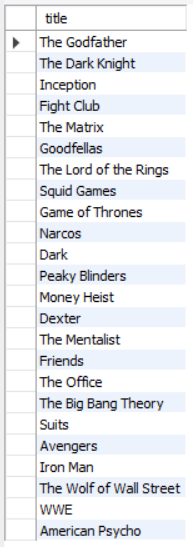 title
The Godfather
The Dark Knight
Inception
Fight Club
The Matrix
Goodfellas
The Lord of the Rings
Squid Games
Game of Thrones
Narcos
Dark
Peaky Blinders
Money Heist
Dexter
The Mentalist
Friends
The Office
The Big Bang Theory
Suits
Avengers
Iron Man
The Wolf of Wall Street
WWE
American Psycho